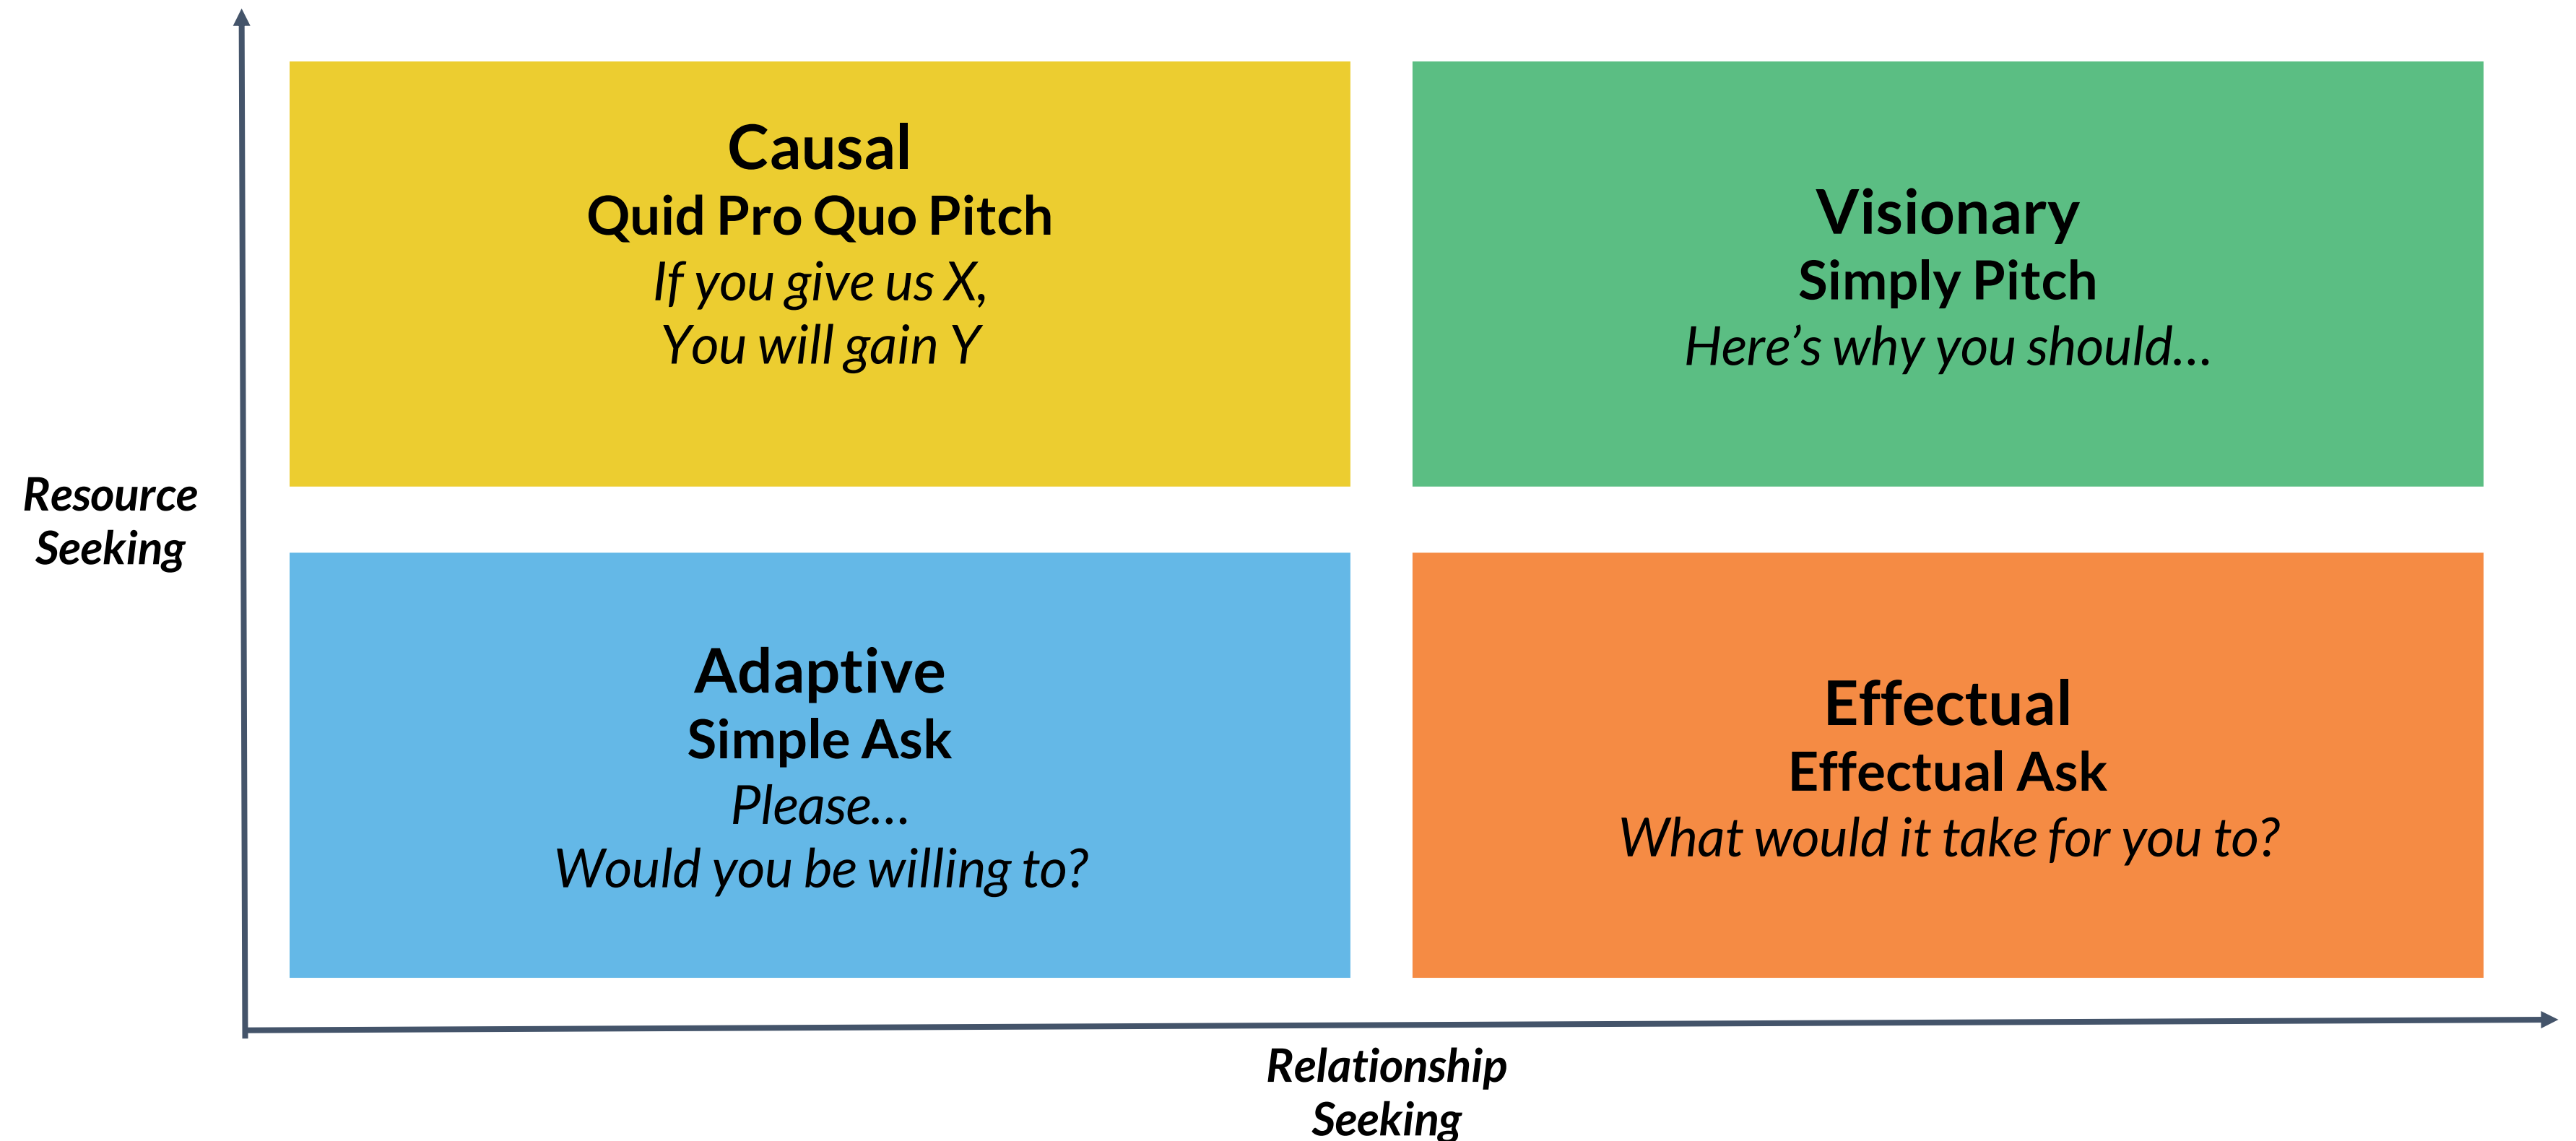 Causal
Quid Pro Quo Pitch
If you give us X,
You will gain Y
Visionary
Simply Pitch
Here’s why you should...
Resource
Seeking
Adaptive
Simple Ask
Please...
Would you be willing to?
Effectual
Effectual Ask
What would it take for you to?
Relationship
Seeking